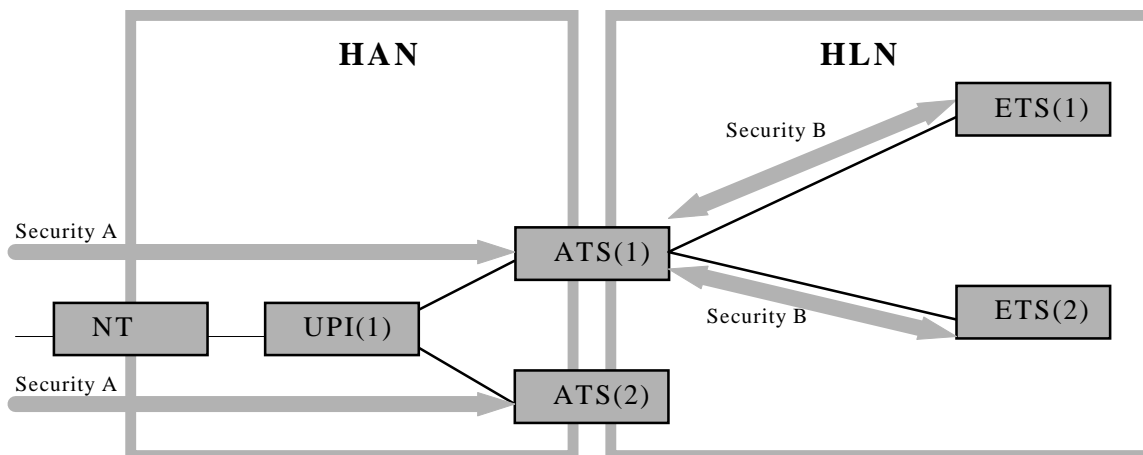 HAN
HLN
ETS(1)
Security B
Security A
ATS(1)
ETS(2)
Security B
NT
UPI(1)
Security A
ATS(2)